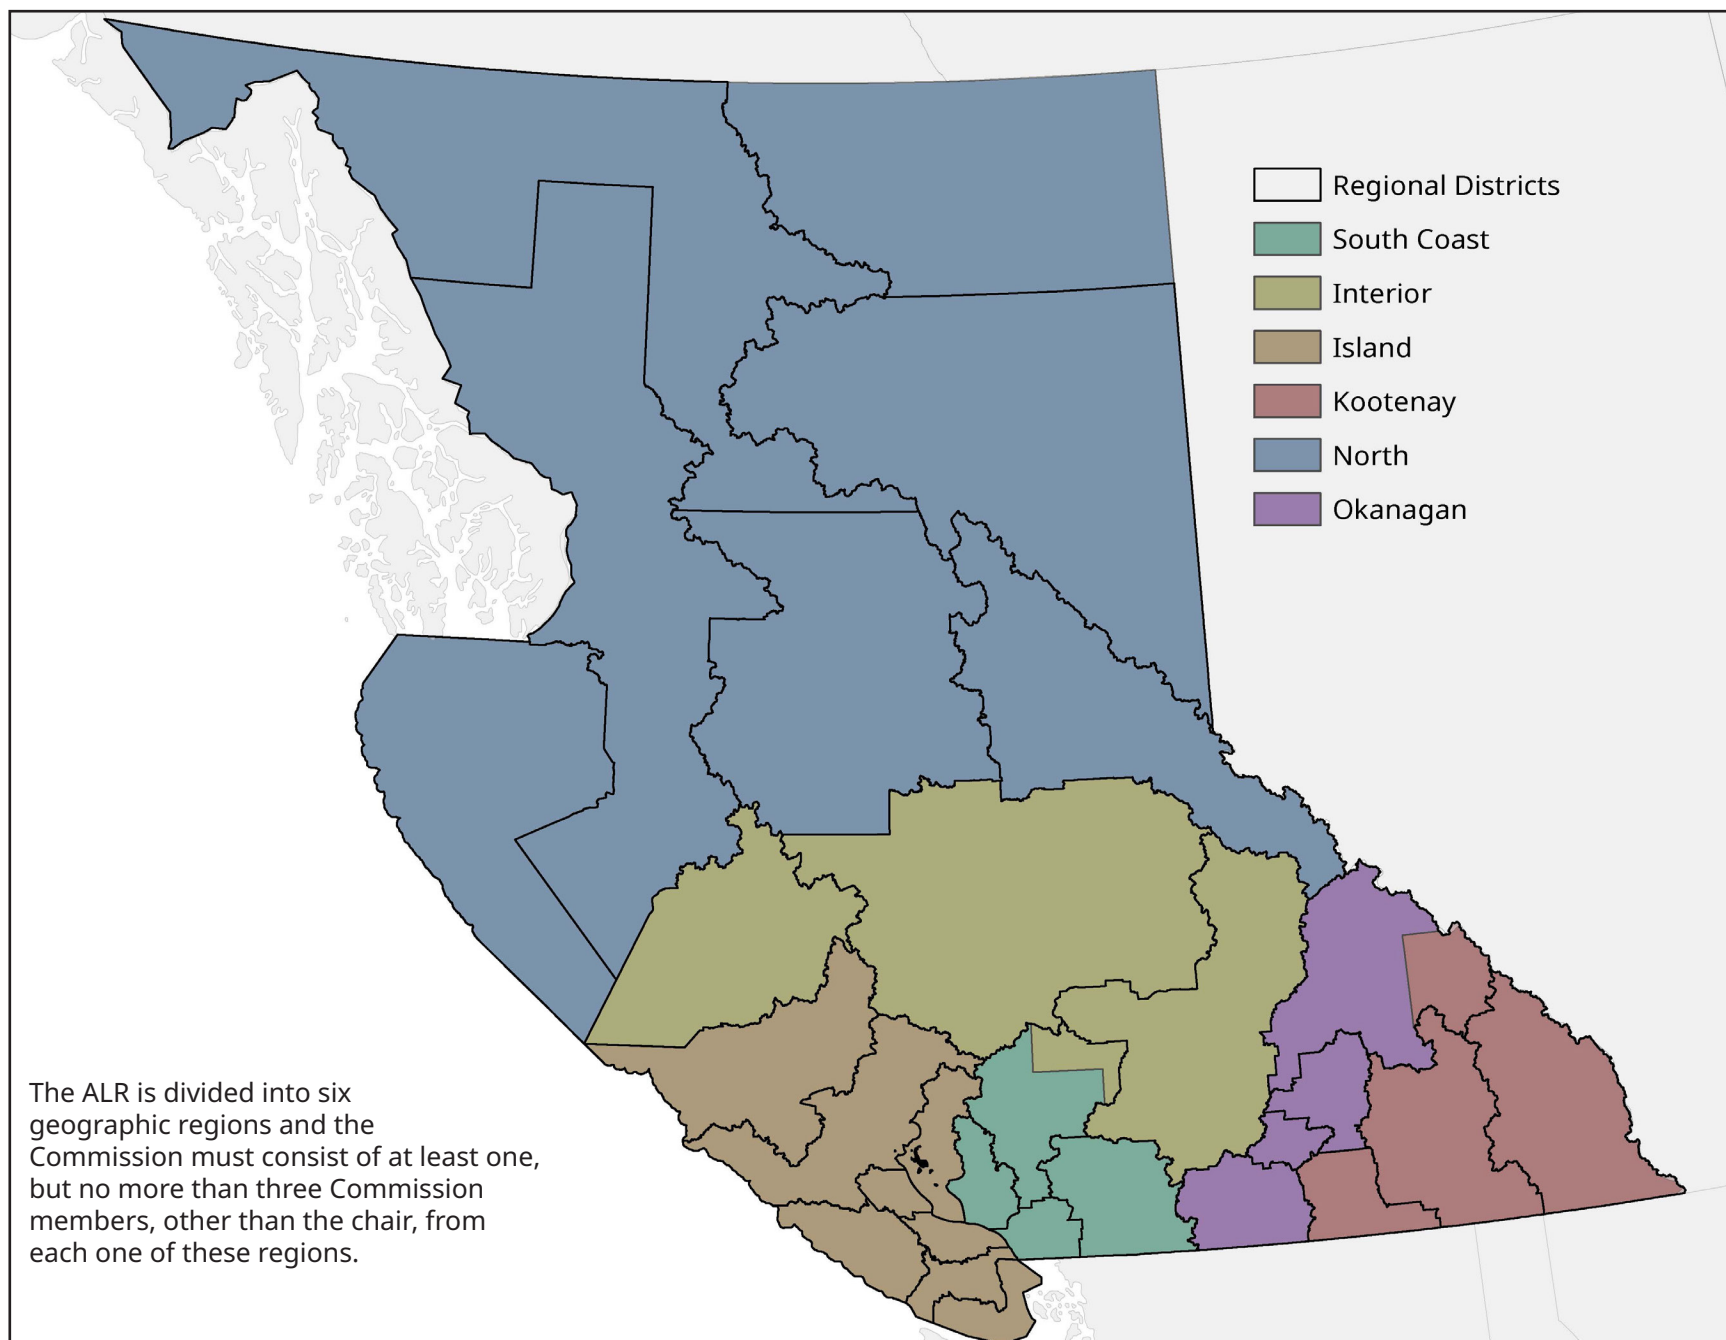 Regional Districts
South Coast
Interior
Island
Kootenay
North
Okanagan
The ALR is divided into six
geographic regions and the
Commission must consist of at least one,
but no more than three Commission
members, other than the chair, from
each one of these regions.